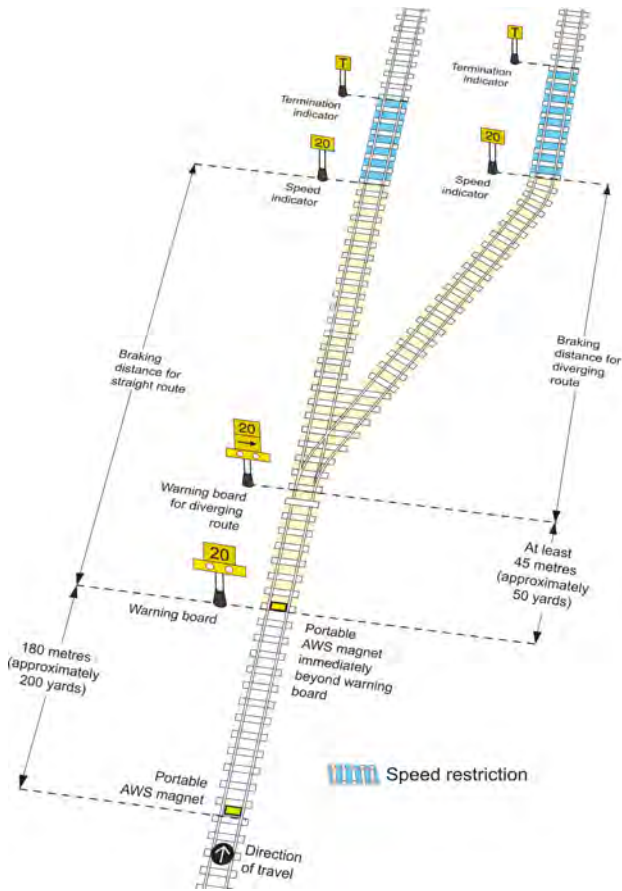 T
T
Termination
indicator
Termination
indicator
20
20
Speed
indicator
Speed
indicator
Braking
distance for
straight route
Braking
distance for
diverging
route
20
Warning board
for diverging
route
At least
45 metres
(approximately
50 yards)
20
Warning board
Portable
AWS magnet
immediately
beyond warning
board
180 metres
(approximately
200 yards)
Speed restriction
Portable
AWS magnet
Direction
of travel